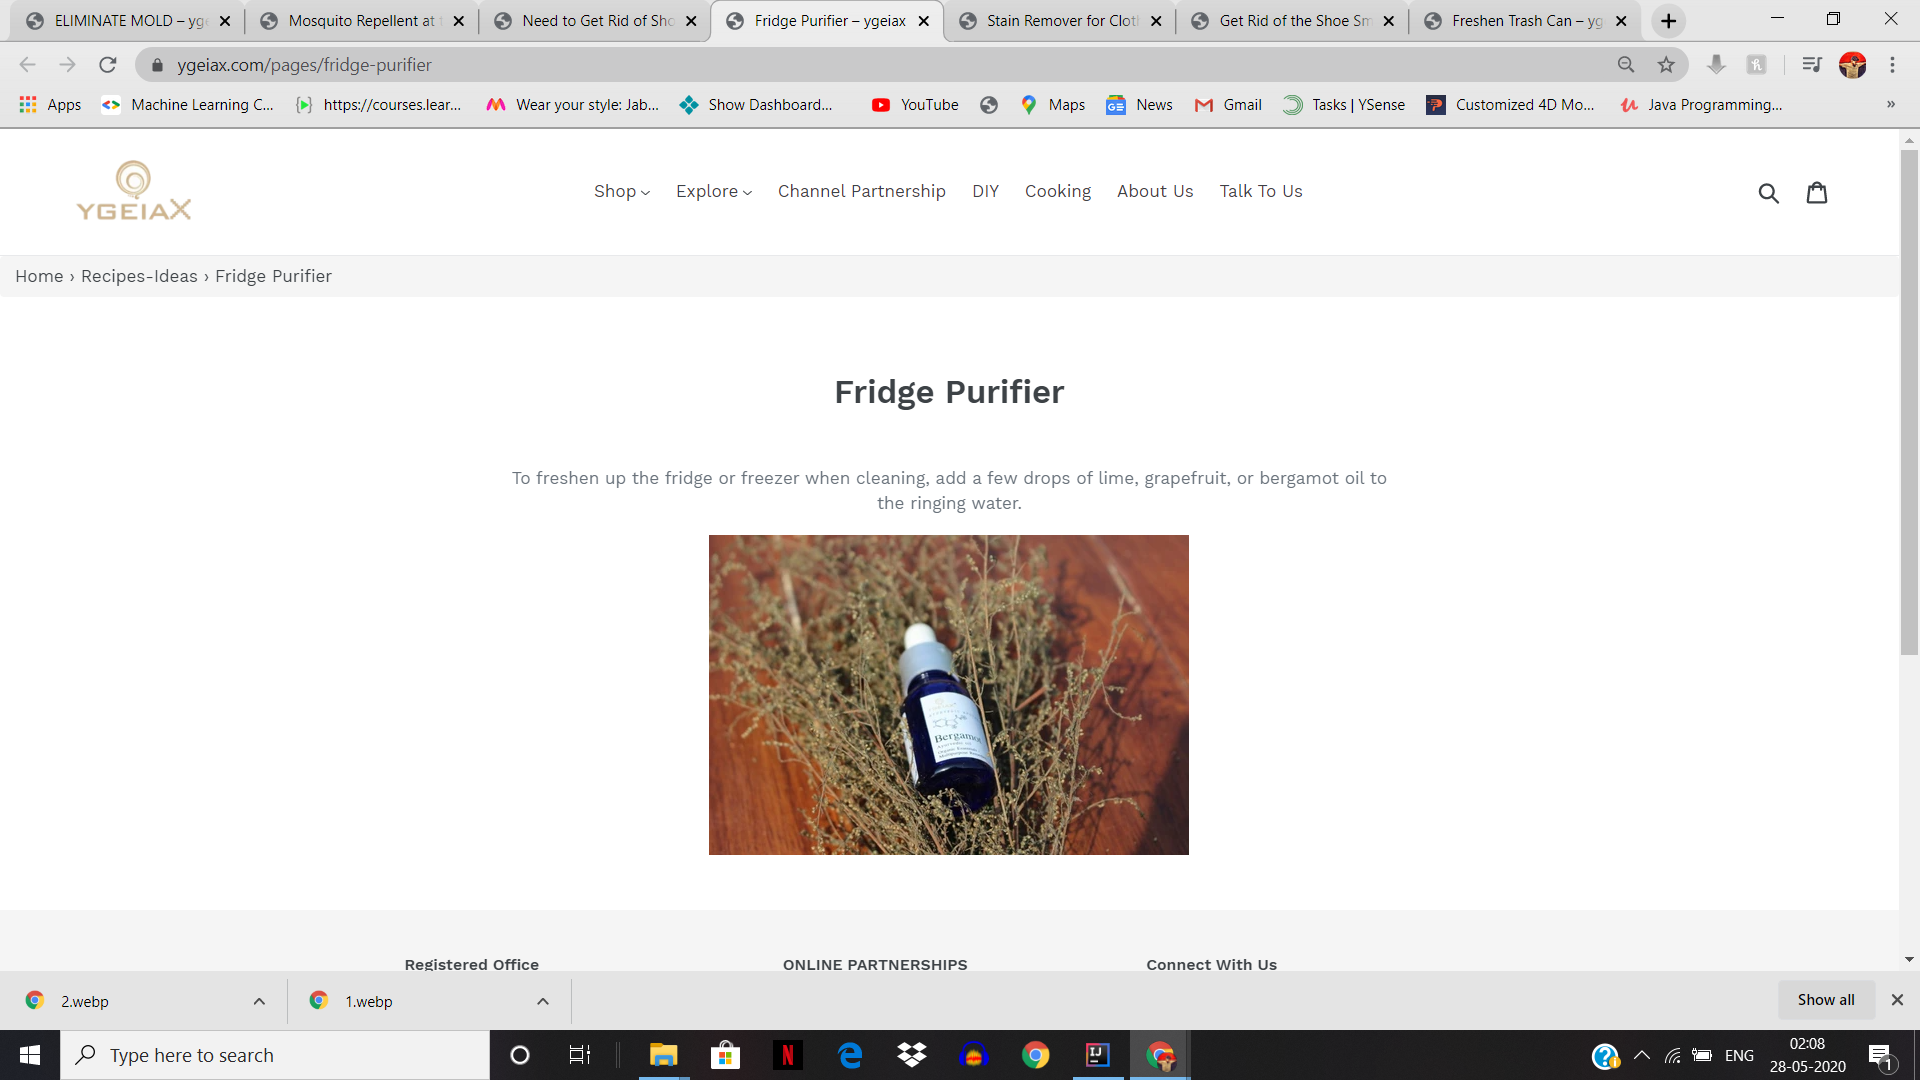 ELIMINATE MOLD – yge
Mosquito Repellent at t
Need to Get Rid of Sho
Fridge Purifier – ygeiax
Stain Remover for Clot
Get Rid of the Shoe Sm
Freshen Trash Can – yg
ygeiax.com/pages/fridge-purifier
Apps
Machine Learning C...
https://courses.lear...
Wear your style: Jab...
Show Dashboard...
YouTube
Maps
News
Gmail
Tasks | YSense
Customized 4D Mo...
Java Programming...
»
YGEIAX
Shop
Explore
Channel Partnership
DIY
Cooking
About Us
Talk To Us
Home › Recipes-Ideas › Fridge Purifier
Fridge Purifier
To freshen up the fridge or freezer when cleaning, add a few drops of lime, grapefruit, or bergamot oil to
the ringing water.
Bergamot
Registered Office
ONLINE PARTNERSHIPS
Connect With Us
2.webp
1.webp
Show all
Type here to search
ENG
02:08
28-05-2020
1